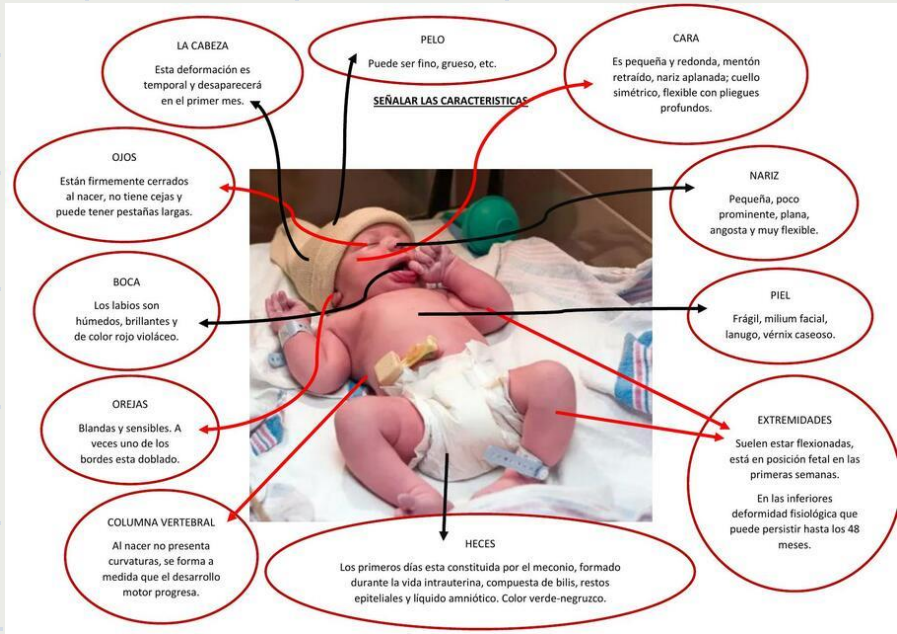 LA CABEZA
Esta deformación es
temporal y desaparecerá
en el primer mes.
PELO
Puede ser fino, grueso, etc.
SEÑALAR LAS CARACTERISTICAS
CARA
Es pequeña y redonda, mentón
retraído, nariz aplanada; cuello
simétrico, flexible con pliegues
profundos.
OJOS
Están firmemente cerrados
al nacer, no tiene cejas y
puede tener pestañas largas.
NARIZ
Pequeña, poco
prominente, plana,
angosta y muy flexible.
BOCA
Los labios son
húmedos, brillantes y
de color rojo violáceo.
PIEL
Frágil, milium facial,
lanugo, vérnix caseoso.
OREJAS
Blandas y sensibles. A
veces uno de los
bordes esta doblado.
EXTREMIDADES
Suelen estar flexionadas,
está en posición fetal en las
primeras semanas.
En las inferiores
deformidad fisiológica que
puede persistir hasta los 48
meses.
COLUMNA VERTEBRAL
Al nacer no presenta
curvaturas, se forma a
medida que el desarrollo
motor progresa.
HECES
Los primeros días esta constituida por el meconio, formado
durante la vida intrauterina, compuesta de bilis, restos
epiteliales y líquido amniótico. Color verde-negruzco.